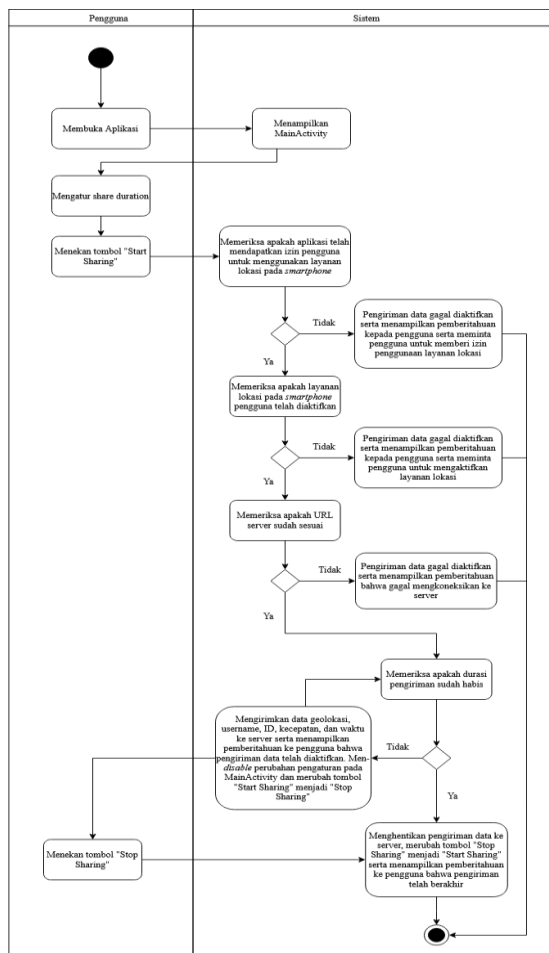 Pengguna
Sistem
Membuka Aplikasi
Menampilkan
MainActivity
Mengatur share duration
Menekan tombol "Start
Sharing"
Memeriksa apakah aplikasi telah
mendapatkan izin pengguna
untuk menggunakan layanan
lokasi pada smartphone
Tidak
Pengiriman data gagal diaktifkan
serta menampilkan pemberitahuan
kepada pengguna serta meminta
pengguna untuk memberi izin
penggunaan layanan lokasi
Ya
Memeriksa apakah layanan
lokasi pada smartphone
pengguna telah diaktifkan
Tidak
Pengiriman data gagal diaktifkan
serta menampilkan pemberitahuan
kepada pengguna serta meminta
pengguna untuk mengaktifkan
layanan lokasi
Ya
Memeriksa apakah URL
server sudah sesuai
Tidak
Pengiriman data gagal diaktifkan
serta menampilkan pemberitahuan
bahwa gagal mengkoneksikan ke
server
Ya
Memeriksa apakah durasi
pengiriman sudah habis
Mengirimkan data geolokasi,
username, ID, kecepatan, dan waktu
ke server serta menampilkan
pemberitahuan ke pengguna bahwa
pengiriman data telah diaktifkan. Men-
disable perubahan pengaturan pada
MainActivity dan merubah tombol
"Start Sharing" menjadi "Stop
Sharing"
Tidak
Ya
Menekan tombol "Stop
Sharing"
Menghentikan pengiriman data ke
server, merubah tombol "Stop
Sharing" menjadi "Start Sharing"
serta menampilkan pemberitahuan
ke pengguna bahwa pengiriman
telah berakhir